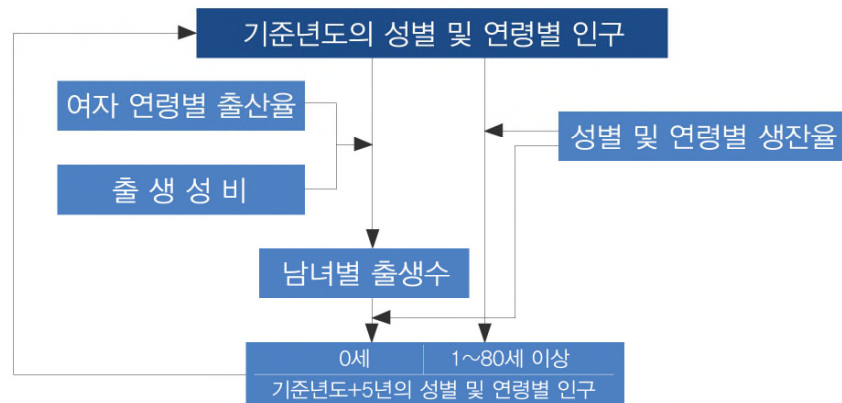 기준년도의 성별 및 연령별 인구
여자 연령별 출산율
성별 및 연령별 생잔율
출 생 성 비
남녀별 출생수
0세
1~80세 이상
기준년도+5년의 성별 및 연령별 인구